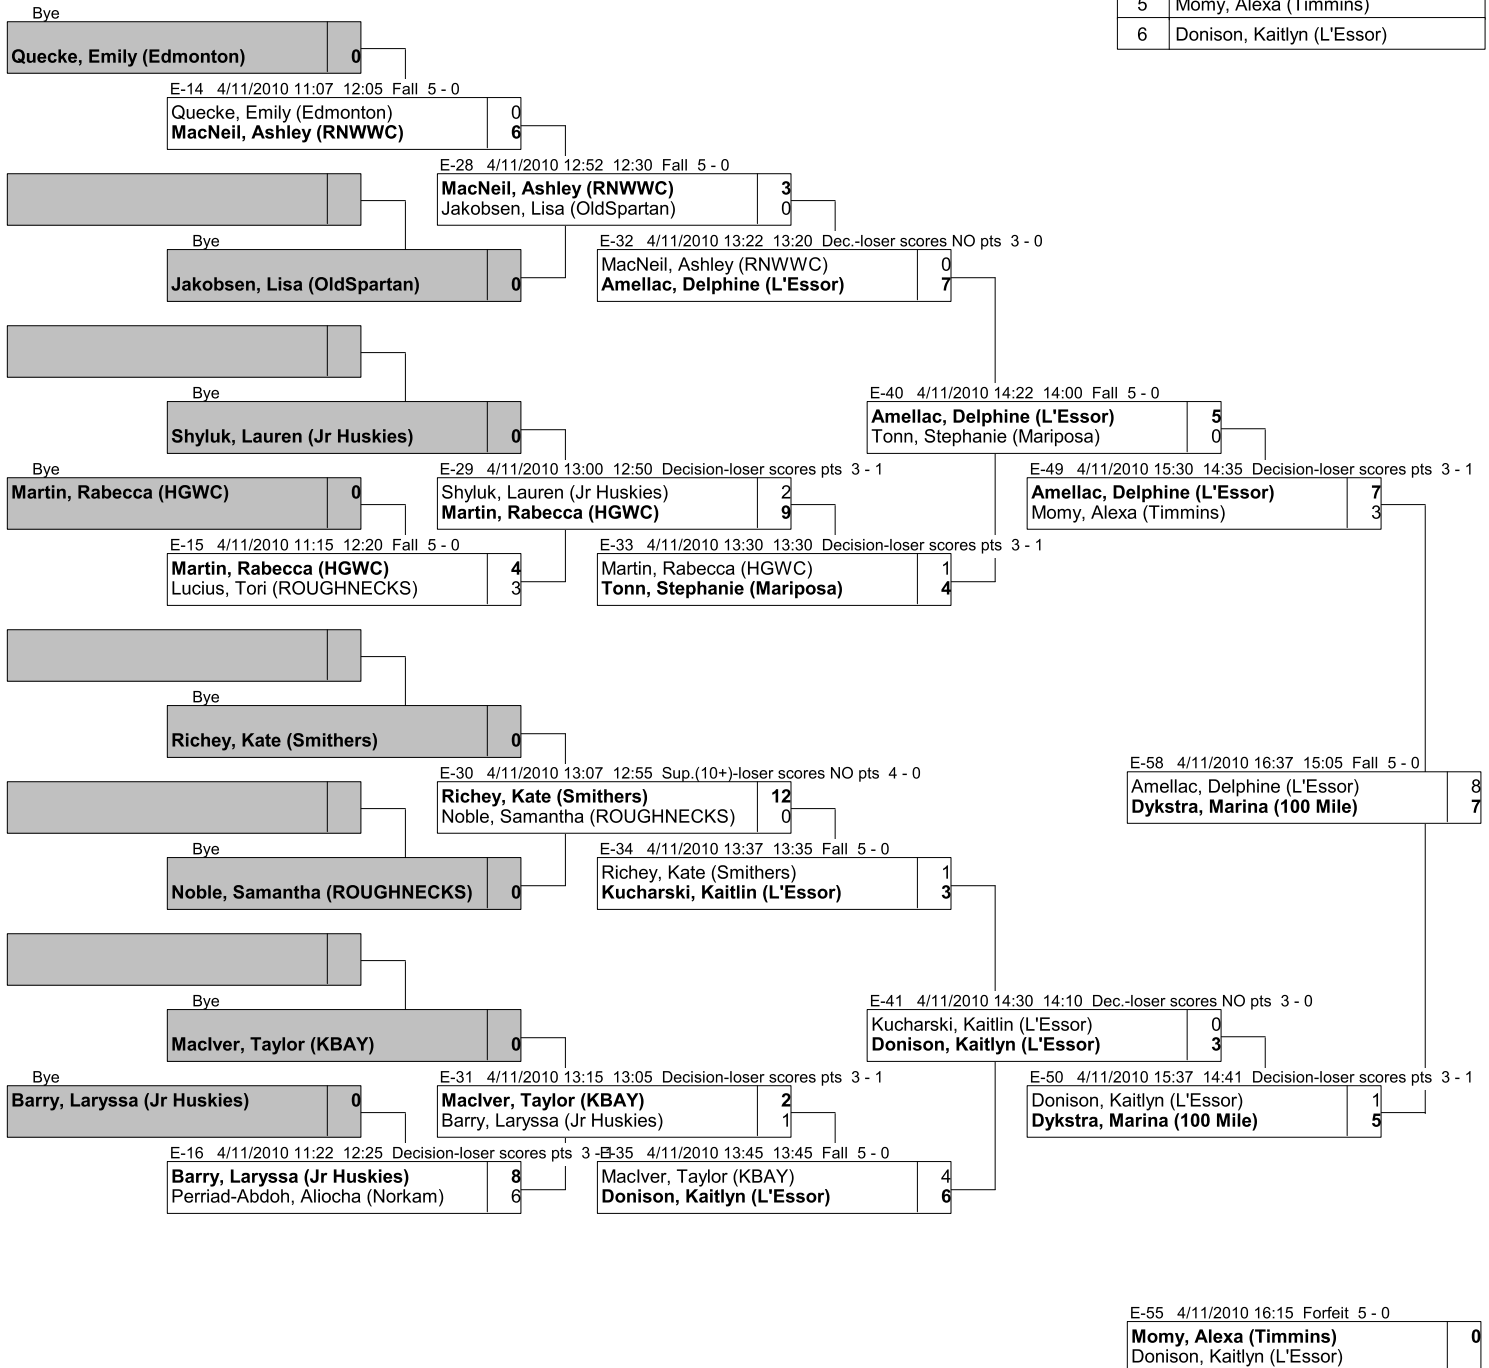 5 Momy, Alexa (Timmins)
6 Donison, Kaitlyn (L'Essor)
Bye
Quecke, Emily (Edmonton) 0
E-14 4/11/2010 11:07 12:05 Fall 5 - 0
Quecke, Emily (Edmonton) 0
MacNeil, Ashley (RNWWC) 6
E-28 4/11/2010 12:52 12:30 Fall 5 - 0
MacNeil, Ashley (RNWWC) 3
Jakobsen, Lisa (OldSpartan) 0
Bye
Jakobsen, Lisa (OldSpartan) 0
E-32 4/11/2010 13:22 13:20 Dec.-loser scores NO pts 3 - 0
MacNeil, Ashley (RNWWC) 0
Amellac, Delphine (L'Essor) 7
Bye
Shyluk, Lauren (Jr Huskies) 0
E-40 4/11/2010 14:22 14:00 Fall 5 - 0
Amellac, Delphine (L'Essor) 5
Tonn, Stephanie (Mariposa) 0
Bye
Martin, Rabecca (HGWC) 0
E-29 4/11/2010 13:00 12:50 Decision-loser scores pts 3 - 1
Shyluk, Lauren (Jr Huskies) 2
Martin, Rabecca (HGWC) 9
E-49 4/11/2010 15:30 14:35 Decision-loser scores pts 3 - 1
Amellac, Delphine (L'Essor) 7
Momy, Alexa (Timmins) 3
E-15 4/11/2010 11:15 12:20 Fall 5 - 0
Martin, Rabecca (HGWC) 4
Lucius, Tori (ROUGHNECKS) 3
E-33 4/11/2010 13:30 13:30 Decision-loser scores pts 3 - 1
Martin, Rabecca (HGWC) 1
Tonn, Stephanie (Mariposa) 4
Bye
Richey, Kate (Smithers) 0
E-30 4/11/2010 13:07 12:55 Sup.(10+)-loser scores NO pts 4 - 0
Richey, Kate (Smithers) 12
Noble, Samantha (ROUGHNECKS) 0
E-58 4/11/2010 16:37 15:05 Fall 5 - 0
Amellac, Delphine (L'Essor) 8
Dykstra, Marina (100 Mile) 7
Bye
Noble, Samantha (ROUGHNECKS) 0
E-34 4/11/2010 13:37 13:35 Fall 5 - 0
Richey, Kate (Smithers) 1
Kucharski, Kaitlin (L'Essor) 3
Bye
MacIver, Taylor (KBAY) 0
E-41 4/11/2010 14:30 14:10 Dec.-loser scores NO pts 3 - 0
Kucharski, Kaitlin (L'Essor) 0
Donison, Kaitlyn (L'Essor) 3
Bye
Barry, Laryssa (Jr Huskies) 0
E-31 4/11/2010 13:15 13:05 Decision-loser scores pts 3 - 1
MacIver, Taylor (KBAY) 2
Barry, Laryssa (Jr Huskies) 1
E-50 4/11/2010 15:37 14:41 Decision-loser scores pts 3 - 1
Donison, Kaitlyn (L'Essor) 1
Dykstra, Marina (100 Mile) 5
E-16 4/11/2010 11:22 12:25 Decision-loser scores pts 3 -
Barry, Laryssa (Jr Huskies) 8
Perriad-Abdoh, Aliocha (Norkam) 6
E-35 4/11/2010 13:45 13:45 Fall 5 - 0
MacIver, Taylor (KBAY) 4
Donison, Kaitlyn (L'Essor) 6
E-55 4/11/2010 16:15 Forfeit 5 - 0
Momy, Alexa (Timmins) 0
Donison, Kaitlyn (L'Essor)